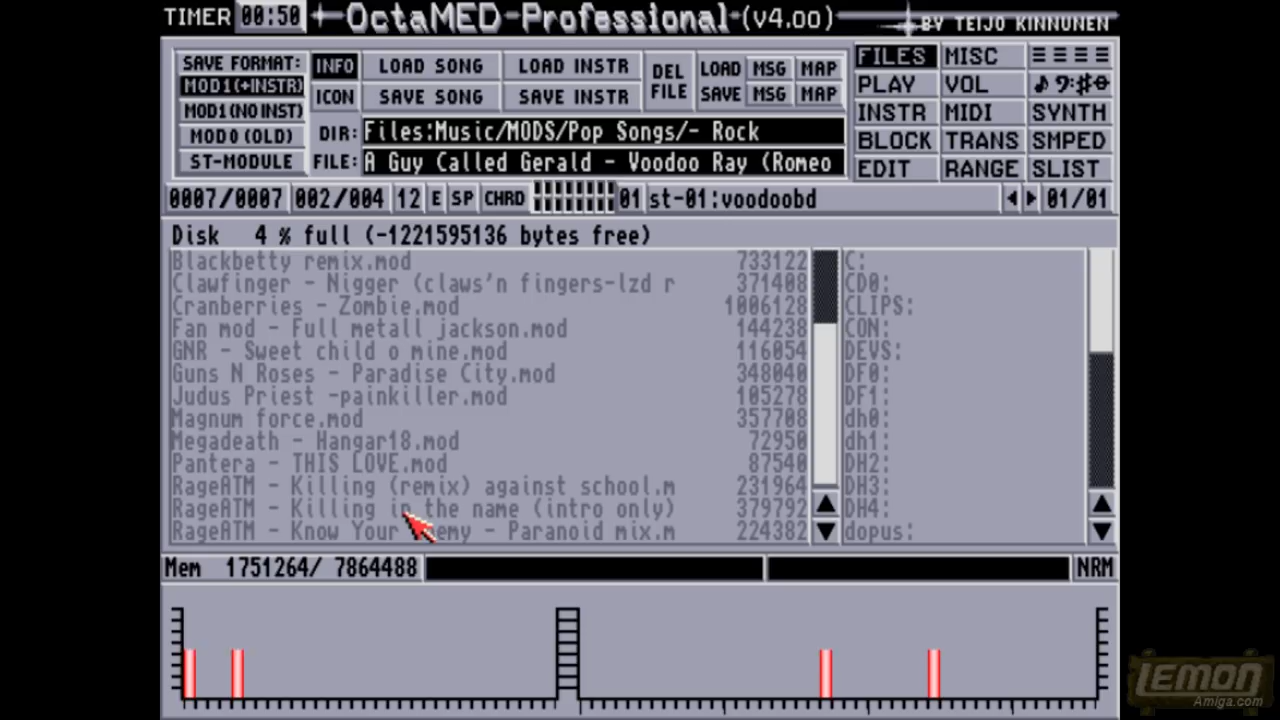 TIMER 00:50 OctaMED-Professional (v4.00) BY TEIJO KINNUNEN
SAVE FORMAT: INFO LOAD SONG LOAD INSTR DEL FILE LOAD MSG MAP FILES MISC
MOD1(+INSTR) ICON SAVE SONG SAVE INSTR SAVE MSG MAP PLAY VOL
MOD1(NO INST) DIR: Files:Music/MODS/Pop Songs/- Rock INSTR MIDI SYNTH
MOD0 (OLD) BLOCK TRANS SMPED
ST-MODULE FILE: A Guy Called Gerald - Voodoo Ray (Romeo EDIT RANGE SLIST
0007/0007 002/004 12 E SP CHRD 01 st-01:voodoobd 01/01
Disk 4 % full (-1221595136 bytes free)
Blackbetty remix.mod 733122 C:
Clawfinger - Nigger (claws'n fingers-lzd r 371408 CD0:
Cranberries - Zombie.mod 1006128 CLIPS:
Fan mod - Full metall jackson.mod 144238 CON:
GNR - Sweet child o mine.mod 116054 DEVS:
Guns N Roses - Paradise City.mod 348040 DF0:
Judus Priest -painkiller.mod 105278 DF1:
Magnum force.mod 357708 dh0:
Megadeath - Hangar18.mod 72950 dh1:
Pantera - THIS LOVE.mod 87540 DH2:
RageATM - Killing (remix) against school.m 231964 DH3:
RageATM - Killing in the name (intro only) 379792 DH4:
RageATM - Know Your Enemy - Paranoid mix.m 224382 dopus:
Mem 1751264/ 7864488 NRM
LEMON
Amiga.com